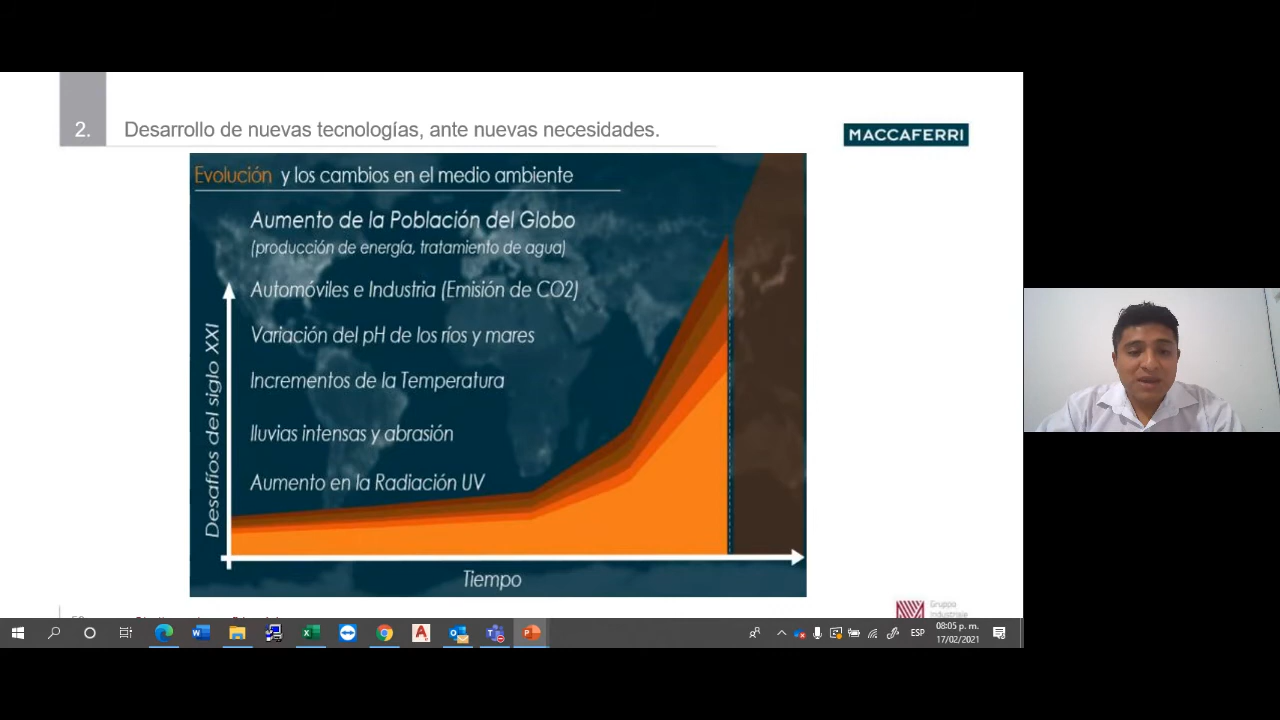 2.
Desarrollo de nuevas tecnologías, ante nuevas necesidades.
MACCAFERRI
Evolución y los cambios en el medio ambiente
Aumento de la Población del Globo
(producción de energía, tratamiento de agua)
Automóviles e Industria (Emisión de CO2)
Variación del pH de los ríos y mares
Incrementos de la Temperatura
lluvias intensas y abrasión
Aumento en la Radiación UV
Desafíos del siglo XXI
Tiempo
Gruppo
Industriale
ESP
08:05 p. m.
17/02/2021